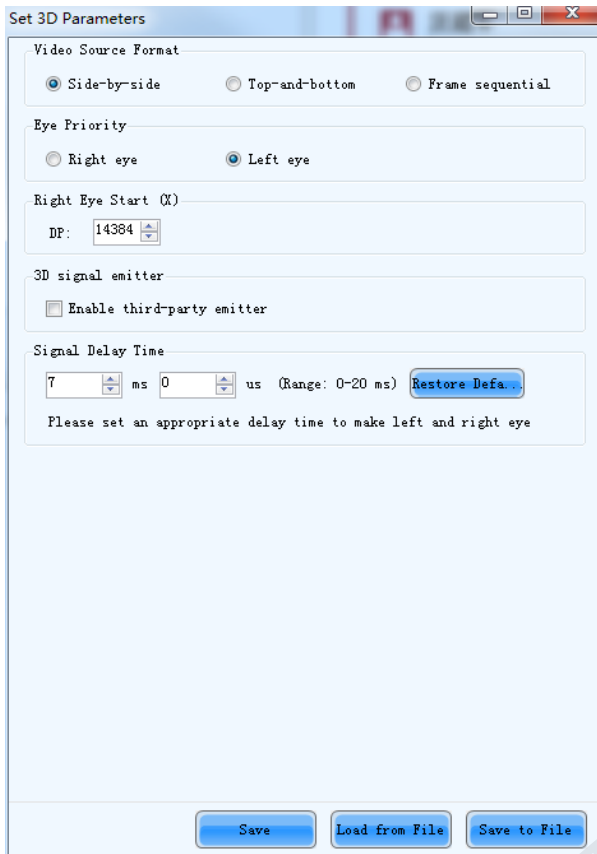 Set 3D Parameters
Video Source Format
Side-by-side Top-and-bottom Frame sequential
Eye Priority
Right eye Left eye
Right Eye Start (X)
DP: 14384
3D signal emitter
Enable third-party emitter
Signal Delay Time
7 ms 0 us (Range: 0-20 ms) Restore Defa...
Please set an appropriate delay time to make left and right eye
Save Load from File Save to File